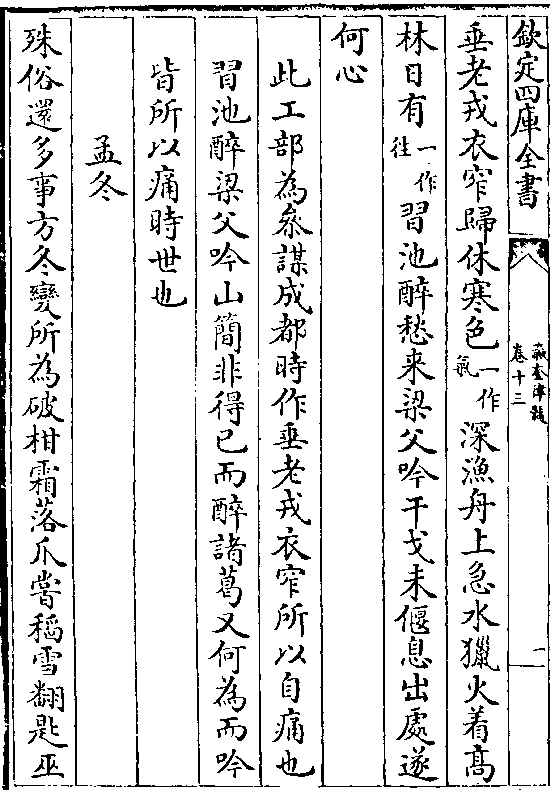 欽定四庫全書
瀛奎律髓
卷十三
一
垂老戎衣窄歸休寒色一作氣深漁舟上急水獵火着髙
林日有一作往習池醉愁来梁父吟干戈未偃息出處遂
何心
此工部為叅謀成都時作垂老戎衣窄所以自痛也
習池醉梁父吟山簡非得已而醉諸葛又何為而吟
皆所以痛時世也
孟冬
殊俗還多事方冬變所為破柑霜落爪嘗稻雪翻匙巫